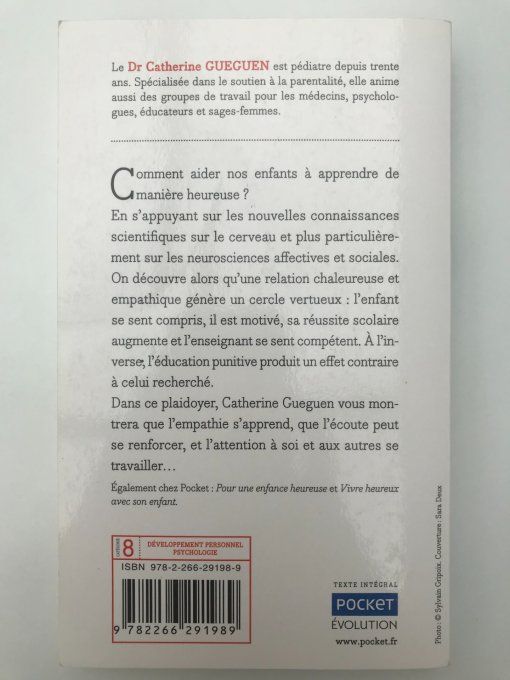 Le Dr Catherine GUEGUEN est pédiatre depuis trente
ans. Spécialisée dans le soutien à la parentalité, elle anime
aussi des groupes de travail pour les médecins, psycholo-
gues, éducateurs et sages-femmes.
Comment aider nos enfants à apprendre de
manière heureuse ?
En s'appuyant sur les nouvelles connaissances
scientifiques sur le cerveau et plus particulière-
ment sur les neurosciences affectives et sociales.
On découvre alors qu'une relation chaleureuse et
empathique génère un cercle vertueux : l'enfant
se sent compris, il est motivé, sa réussite scolaire
augmente et l'enseignant se sent compétent. À l'in-
verse, l'éducation punitive produit un effet contraire
à celui recherché.
Dans ce plaidoyer, Catherine Gueguen vous mon-
trera que l'empathie s'apprend, que l'écoute peut
se renforcer, et l'attention à soi et aux autres se
travailler…
Également chez Pocket : Pour une enfance heureuse et Vivre heureux
avec son enfant.
catégorie 8
DÉVELOPPEMENT PERSONNEL
PSYCHOLOGIE
ISBN 978-2-266-29198-9
9 782266 291989
TEXTE INTÉGRAL
POCKET
ÉVOLUTION
www.pocket.fr
Photo : © Sylvain Gripoix. Couverture : Sara Deux